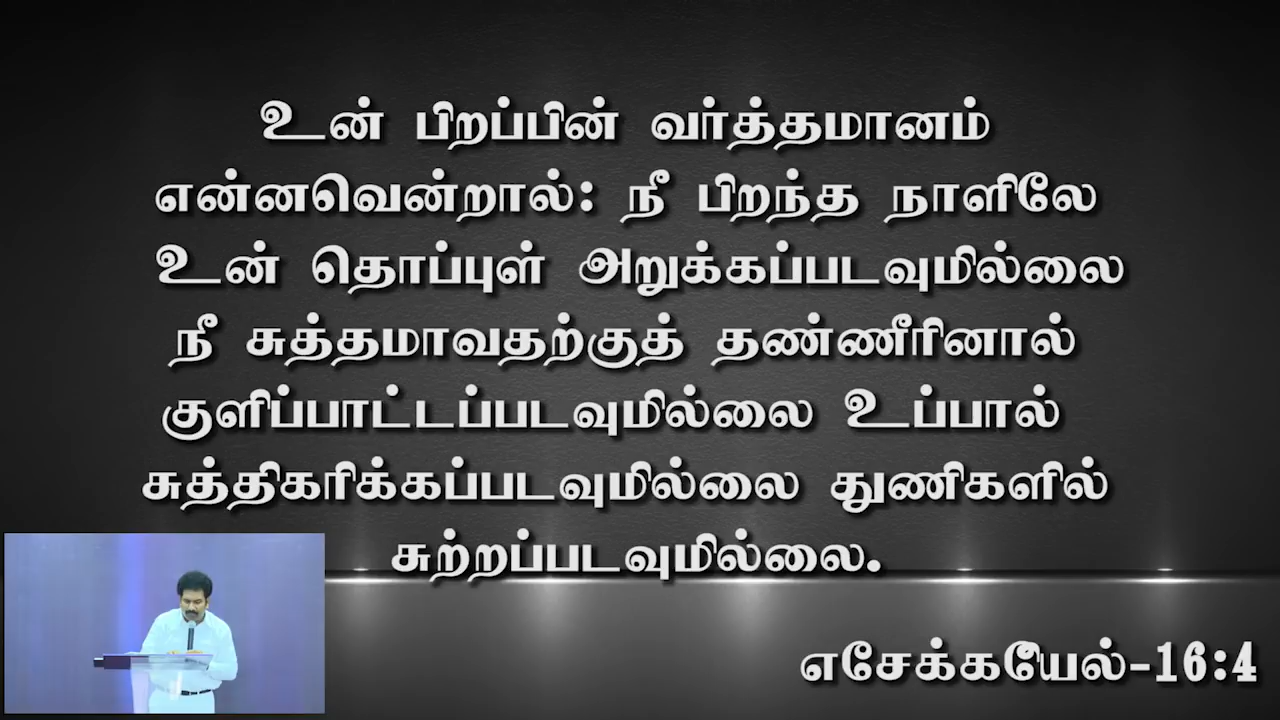 உன் பிறப்பின் வர்த்தமானம்
என்னவென்றால்: நீ பிறந்த நாளிலே
உன் தொப்புள் அறுக்கப்படவுமில்லை
நீ சுத்தமாவதற்குத் தண்ணீரினால்
குளிப்பாட்டப்படவுமில்லை உப்பால்
சுத்திகரிக்கப்படவுமில்லை துணிகளில்
சுற்றப்படவுமில்லை.
எசேக்கயேல்-16:4